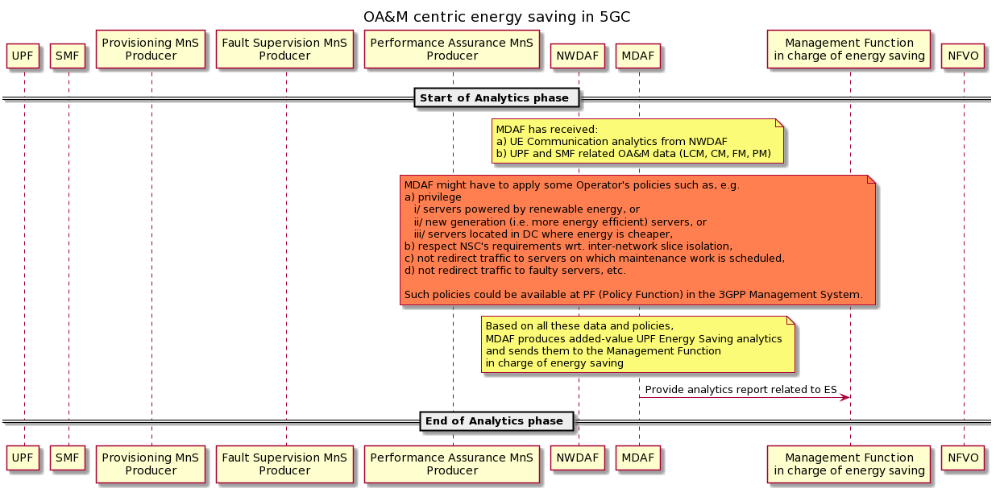 OA&M centric energy saving in 5GC
UPF
SMF
Provisioning MnS
Producer
Fault Supervision MnS
Producer
Performance Assurance MnS
Producer
NWDAF
MDAF
Management Function
in charge of energy saving
NFVO
Start of Analytics phase
MDAF has received:
a) UE Communication analytics from NWDAF
b) UPF and SMF related OA&M data (LCM, CM, FM, PM)
MDAF might have to apply some Operator's policies such as, e.g.
a) privilege
i/ servers powered by renewable energy, or
ii/ new generation (i.e. more energy efficient) servers, or
iii/ servers located in DC where energy is cheaper,
b) respect NSC's requirements wrt. inter-network slice isolation,
c) not redirect traffic to servers on which maintenance work is scheduled,
d) not redirect traffic to faulty servers, etc.
Such policies could be available at PF (Policy Function) in the 3GPP Management System.
Based on all these data and policies,
MDAF produces added-value UPF Energy Saving analytics
and sends them to the Management Function
in charge of energy saving
Provide analytics report related to ES
End of Analytics phase
UPF
SMF
Provisioning MnS
Producer
Fault Supervision MnS
Producer
Performance Assurance MnS
Producer
NWDAF
MDAF
Management Function
in charge of energy saving
NFVO